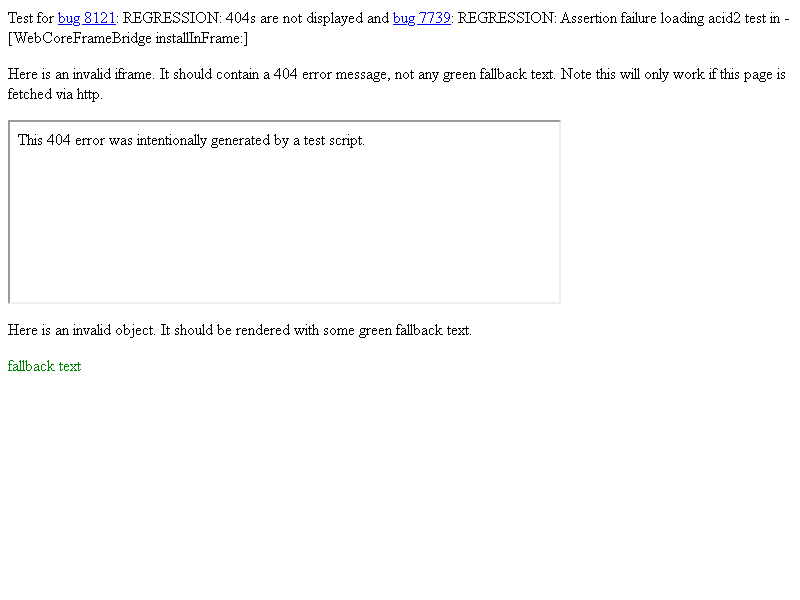 Test for bug 8121: REGRESSION: 404s are not displayed and bug 7739: REGRESSION: Assertion failure loading acid2 test in -
[WebCoreFrameBridge installInFrame:]
Here is an invalid iframe. It should contain a 404 error message, not any green fallback text. Note this will only work if this page is
fetched via http.
This 404 error was intentionally generated by a test script.
Here is an invalid object. It should be rendered with some green fallback text.
fallback text